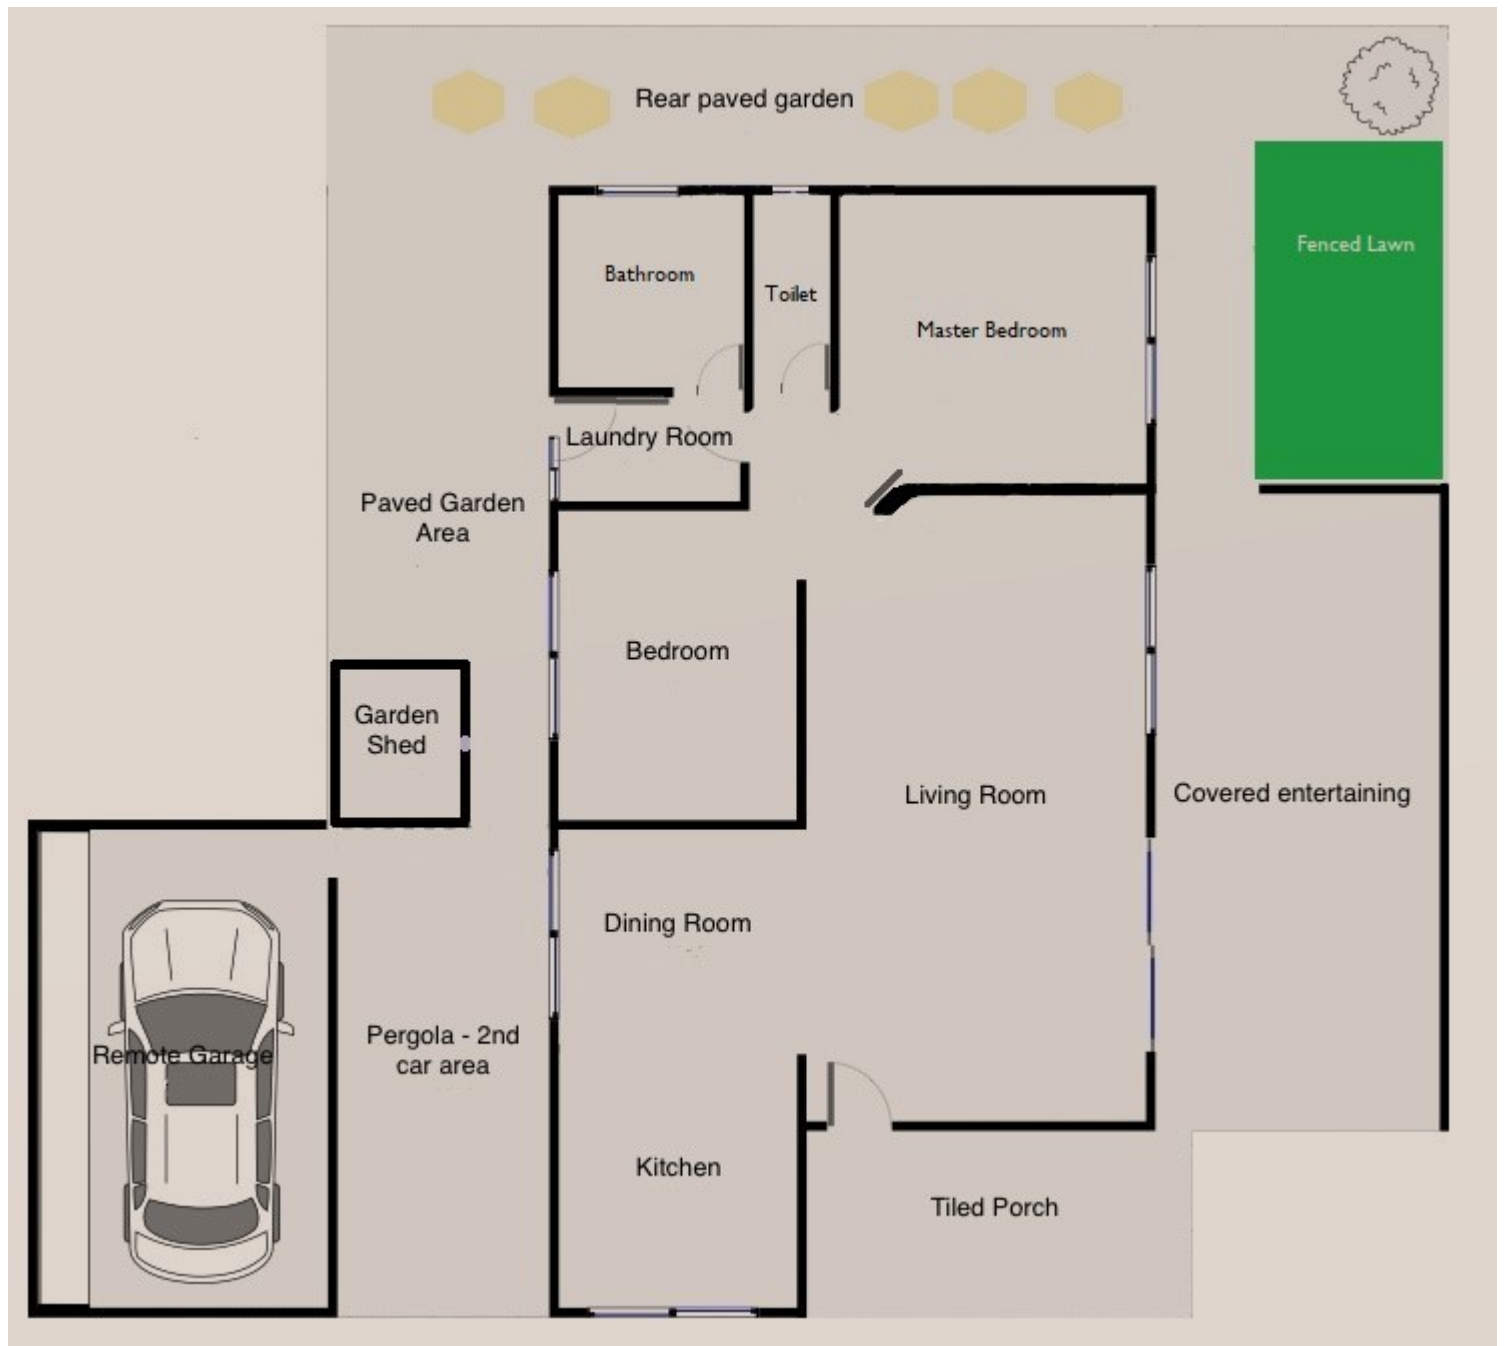 Rear paved garden
Fenced Lawn
Bathroom
Toilet
Master Bedroom
Laundry Room
Paved Garden
Area
Bedroom
Garden
Shed
Living Room
Covered entertaining
Dining Room
Remote Garage
Pergola - 2nd
car area
Kitchen
Tiled Porch